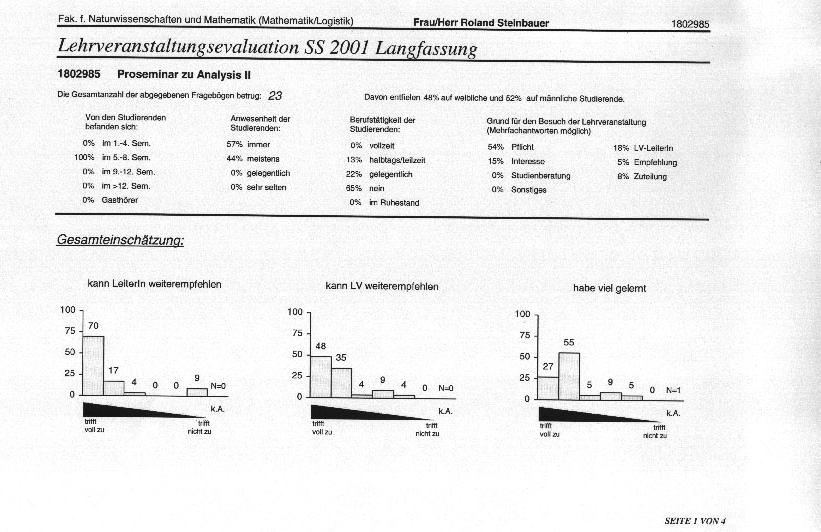 Fak. f. Naturwissenschaften und Mathematik (Mathematik/Logistik) Frau/Herr Roland Steinbauer 1802985
Lehrveranstaltungsevaluation SS 2001 Langfassung
1802985 Proseminar zu Analysis II
Die Gesamtanzahl der abgegebenen Fragebögen betrug: 23 Davon entfielen 48% auf weibliche und 52% auf männliche Studierende.
Von den Studierenden
befanden sich:
0% im 1.-4. Sem.
100% im 5.-8. Sem.
0% im 9.-12. Sem.
0% im >12. Sem.
0% Gasthörer
Anwesenheit der
Studierenden:
57% immer
44% meistens
0% gelegentlich
0% sehr selten
Berufstätigkeit der
Studierenden:
0% vollzeit
13% halbtags/teilzeit
22% gelegentlich
65% nein
0% im Ruhestand
Grund für den Besuch der Lehrveranstaltung
(Mehrfachantworten möglich)
54% Pflicht 18% LV-LeiterIn
15% Interesse 5% Empfehlung
0% Studienberatung 8% Zuteilung
0% Sonstiges
Gesamteinschätzung:
kann LeiterIn weiterempfehlen
100
75
50
25
0
70 17 4 0 0 9 N=0
k.A.
trifft trifft
voll zu nicht zu
kann LV weiterempfehlen
100
75
50
25
0
48 35 4 9 4 0 N=0
k.A.
trifft trifft
voll zu nicht zu
habe viel gelernt
100
75
50
25
0
27 55 5 9 5 0 N=1
k.A.
trifft trifft
voll zu nicht zu
SEITE 1 VON 4